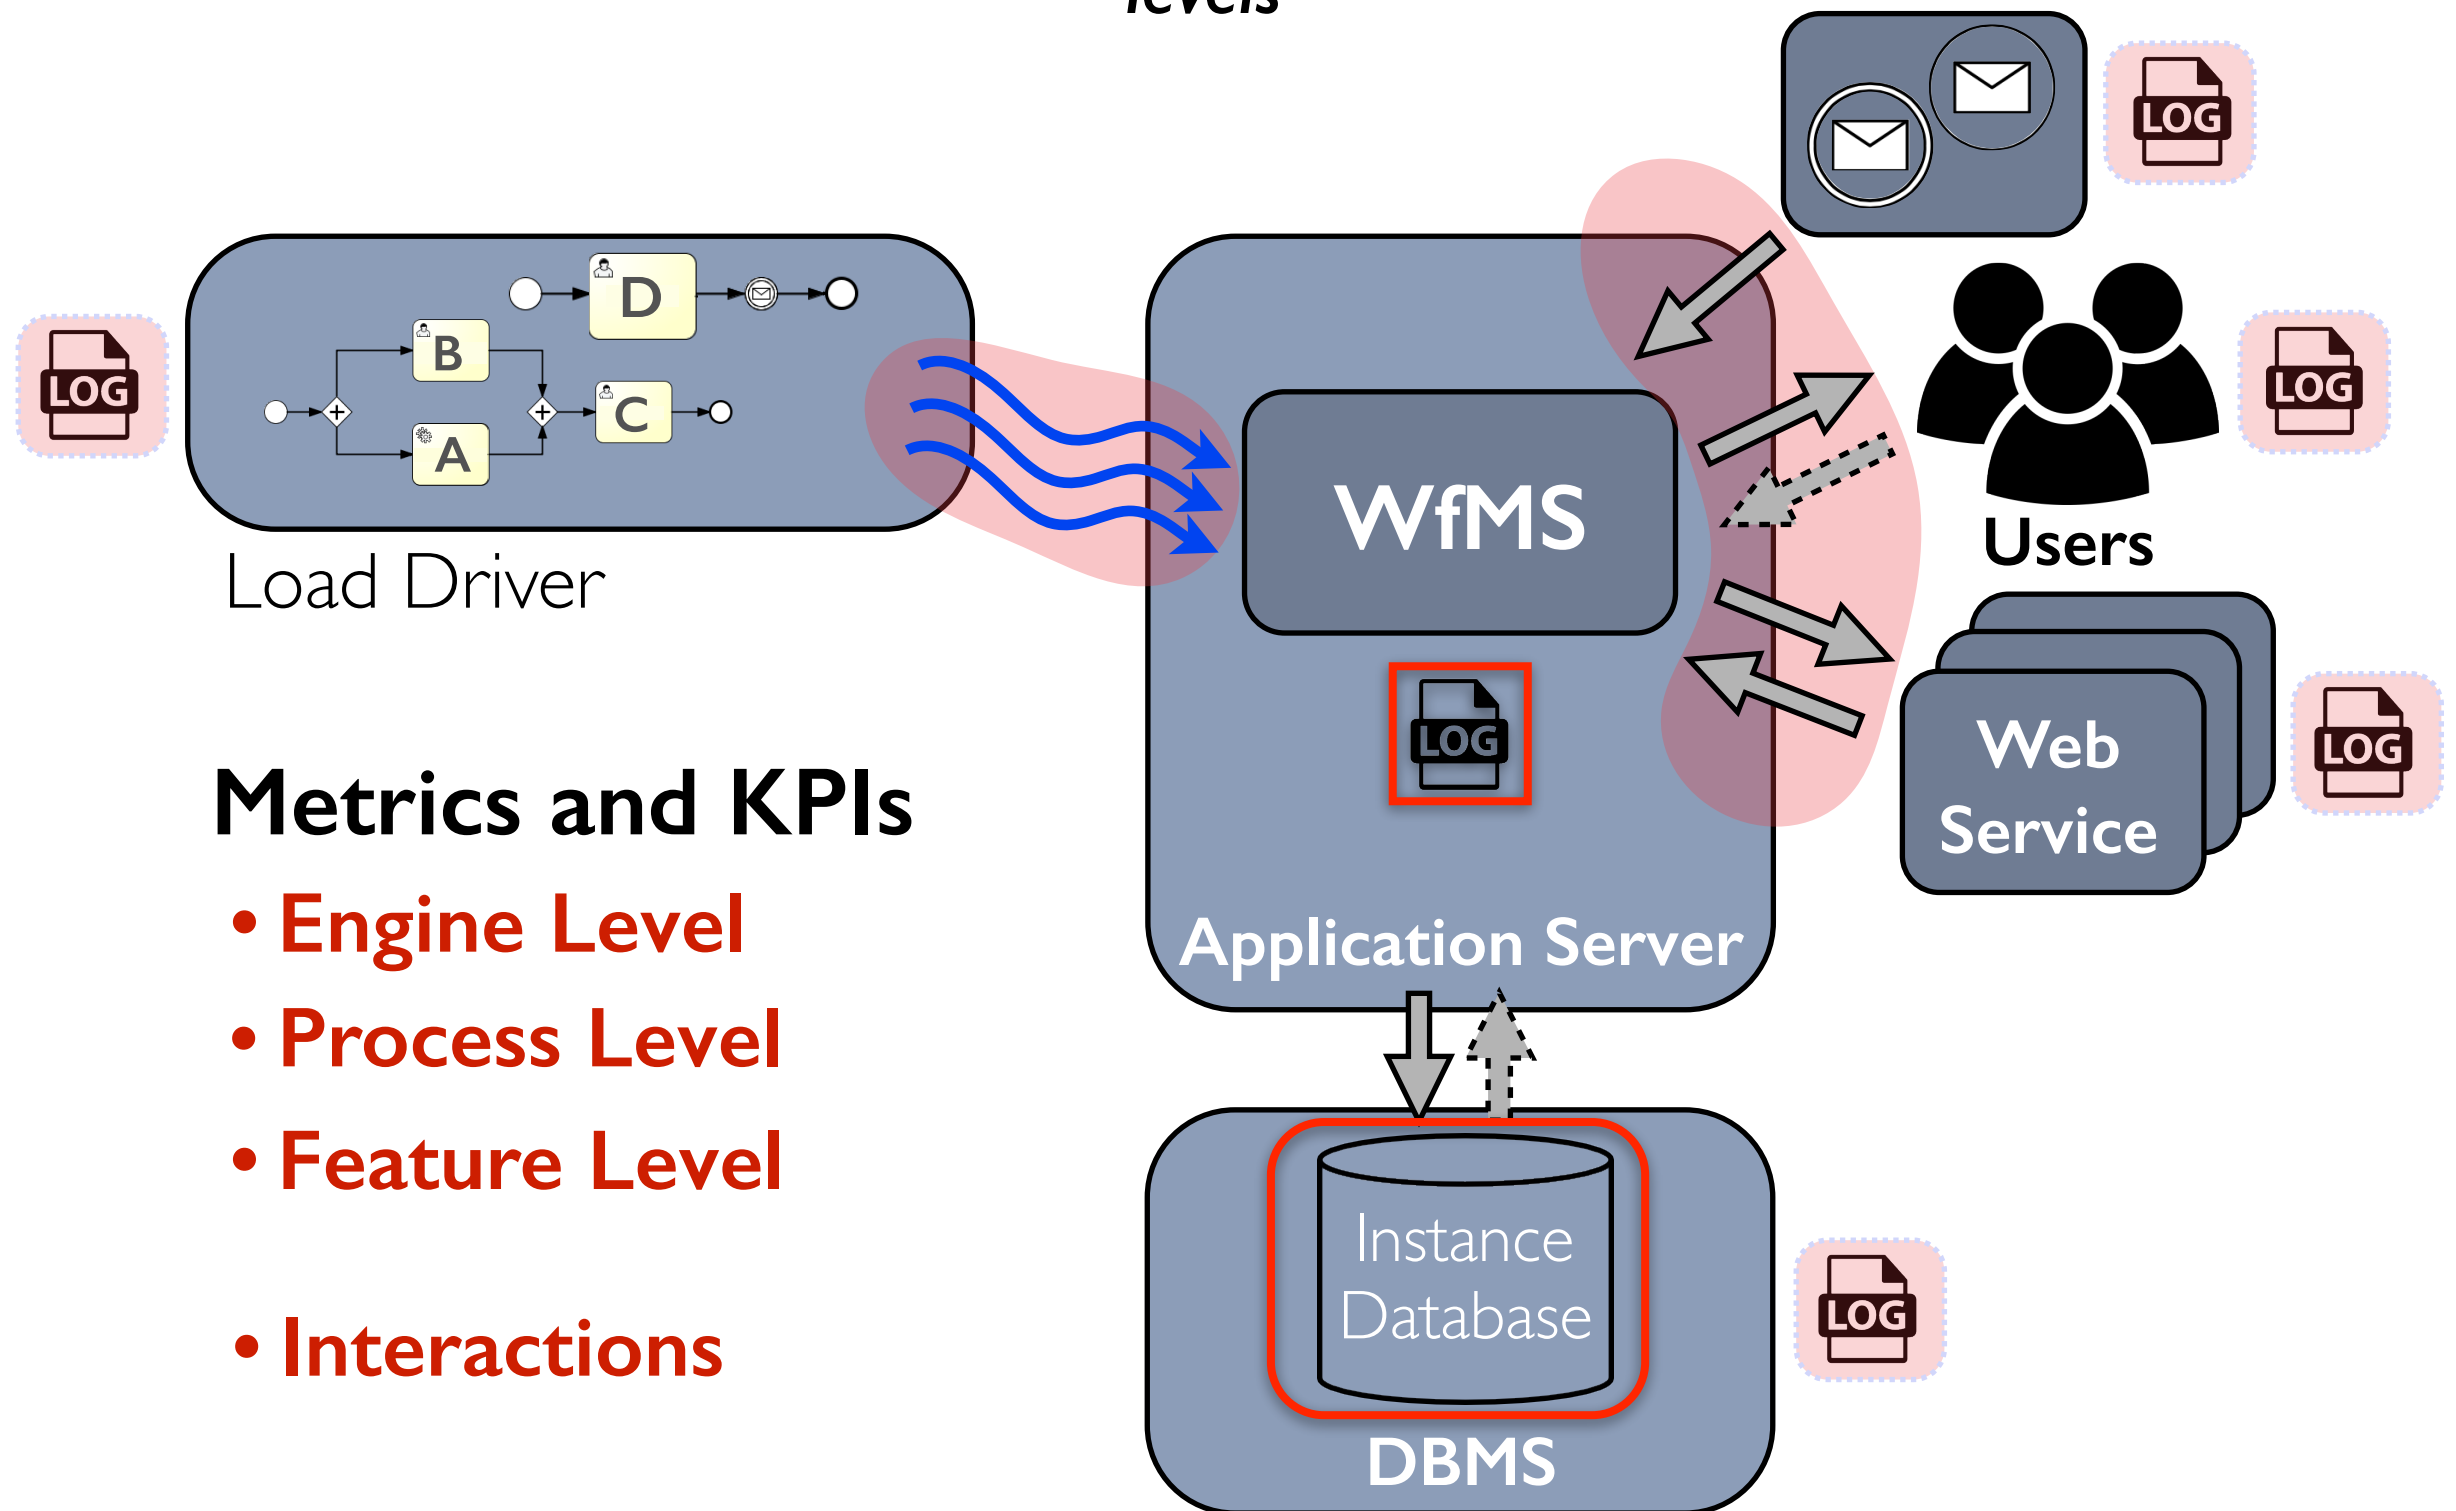 levels
LOG
D
B
A
C
LOG
Load Driver
WfMS
LOG
Application Server
LOG
Users
LOG
Web
Service
LOG
Metrics and KPIs
• Engine Level
• Process Level
• Feature Level
• Interactions
Instance
Database
DBMS
LOG